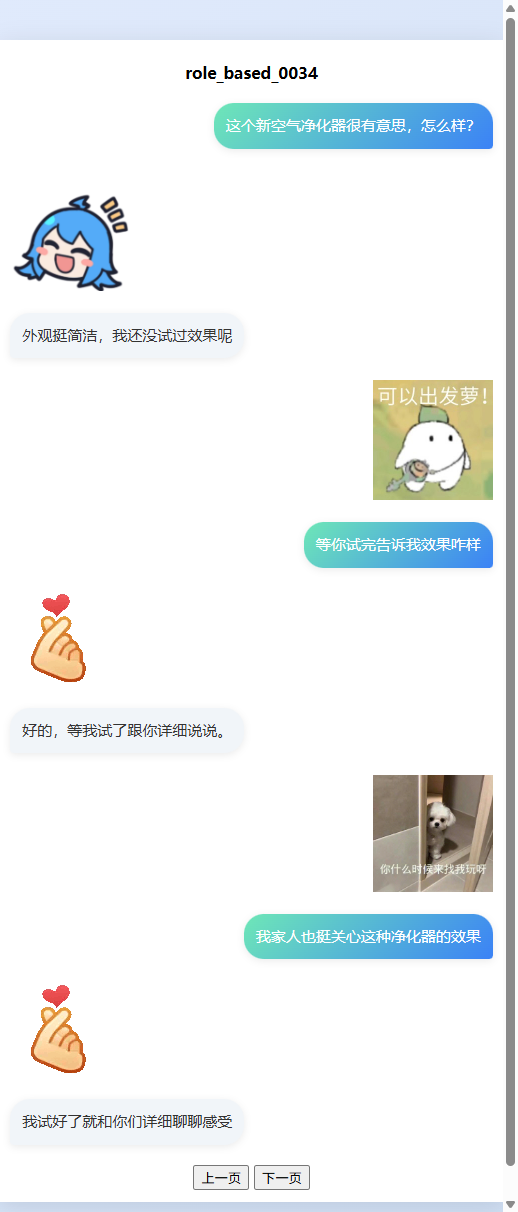 role_based_0034
这个新空气净化器很有意思，怎么样？
外观挺简洁，我还没试过效果呢
可以出发萝！
等你试完告诉我效果咋样
好的，等我试了跟你详细说说。
你什么时候来找我玩呀
我家人也挺关心这种净化器的效果
我试好了就和你们详细聊聊感受
上一页 下一页